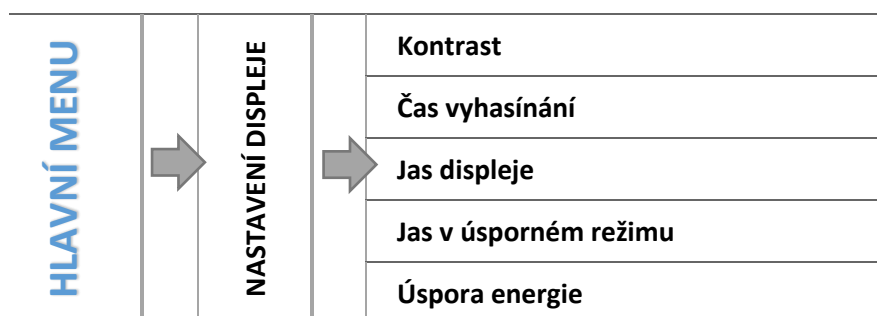 HLAVNÍ MENU
NASTAVENÍ DISPLEJE
Kontrast
Čas vyhasínání
Jas displeje
Jas v úsporném režimu
Úspora energie